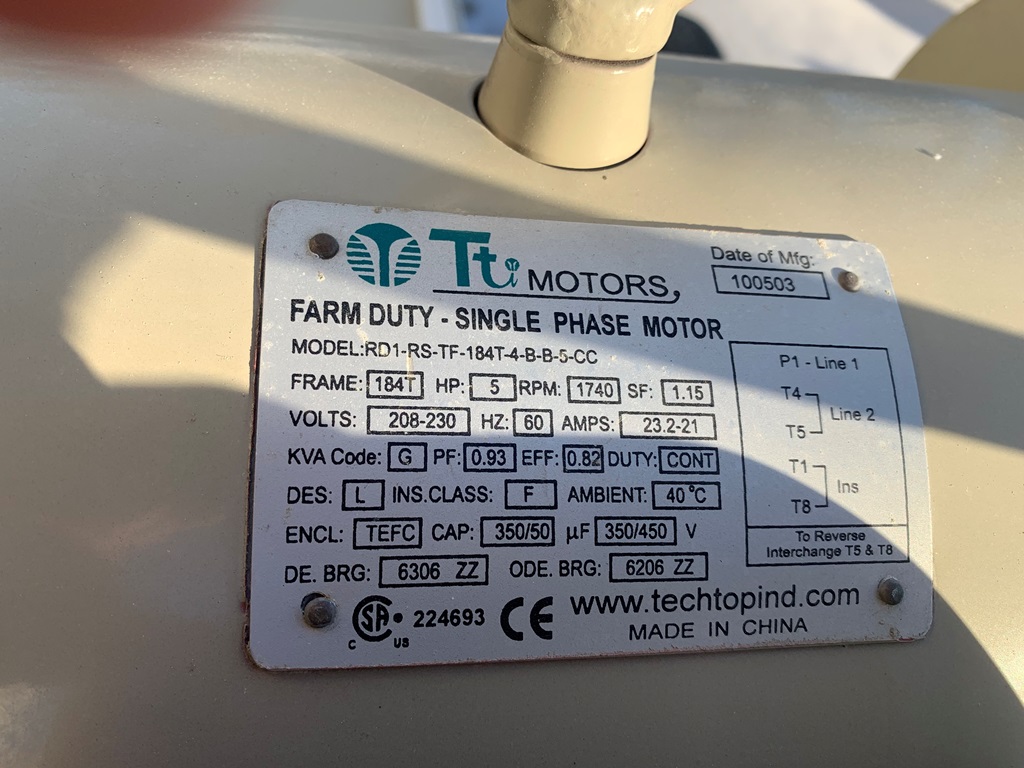 Tti MOTORS,
Date of Mfg:
100503
FARM DUTY - SINGLE PHASE MOTOR
MODEL:RD1-RS-TF-184T-4-B-B-5-CC
FRAME: 184T HP: 5 RPM: 1740 SF: 1.15
VOLTS: 208-230 HZ: 60 AMPS: 23.2-21
KVA Code: G PF: 0.93 EFF: 0.82 DUTY: CONT
DES: L INS.CLASS: F AMBIENT: 40°C
ENCL: TEFC CAP: 350/50 µF 350/450 V
DE. BRG: 6306 ZZ ODE. BRG: 6206 ZZ
P1 - Line 1
T4
Line 2
T5
T1
Ins
T8
To Reverse
Interchange T5 & T8
C SA US 224693 CE www.techtopind.com
MADE IN CHINA